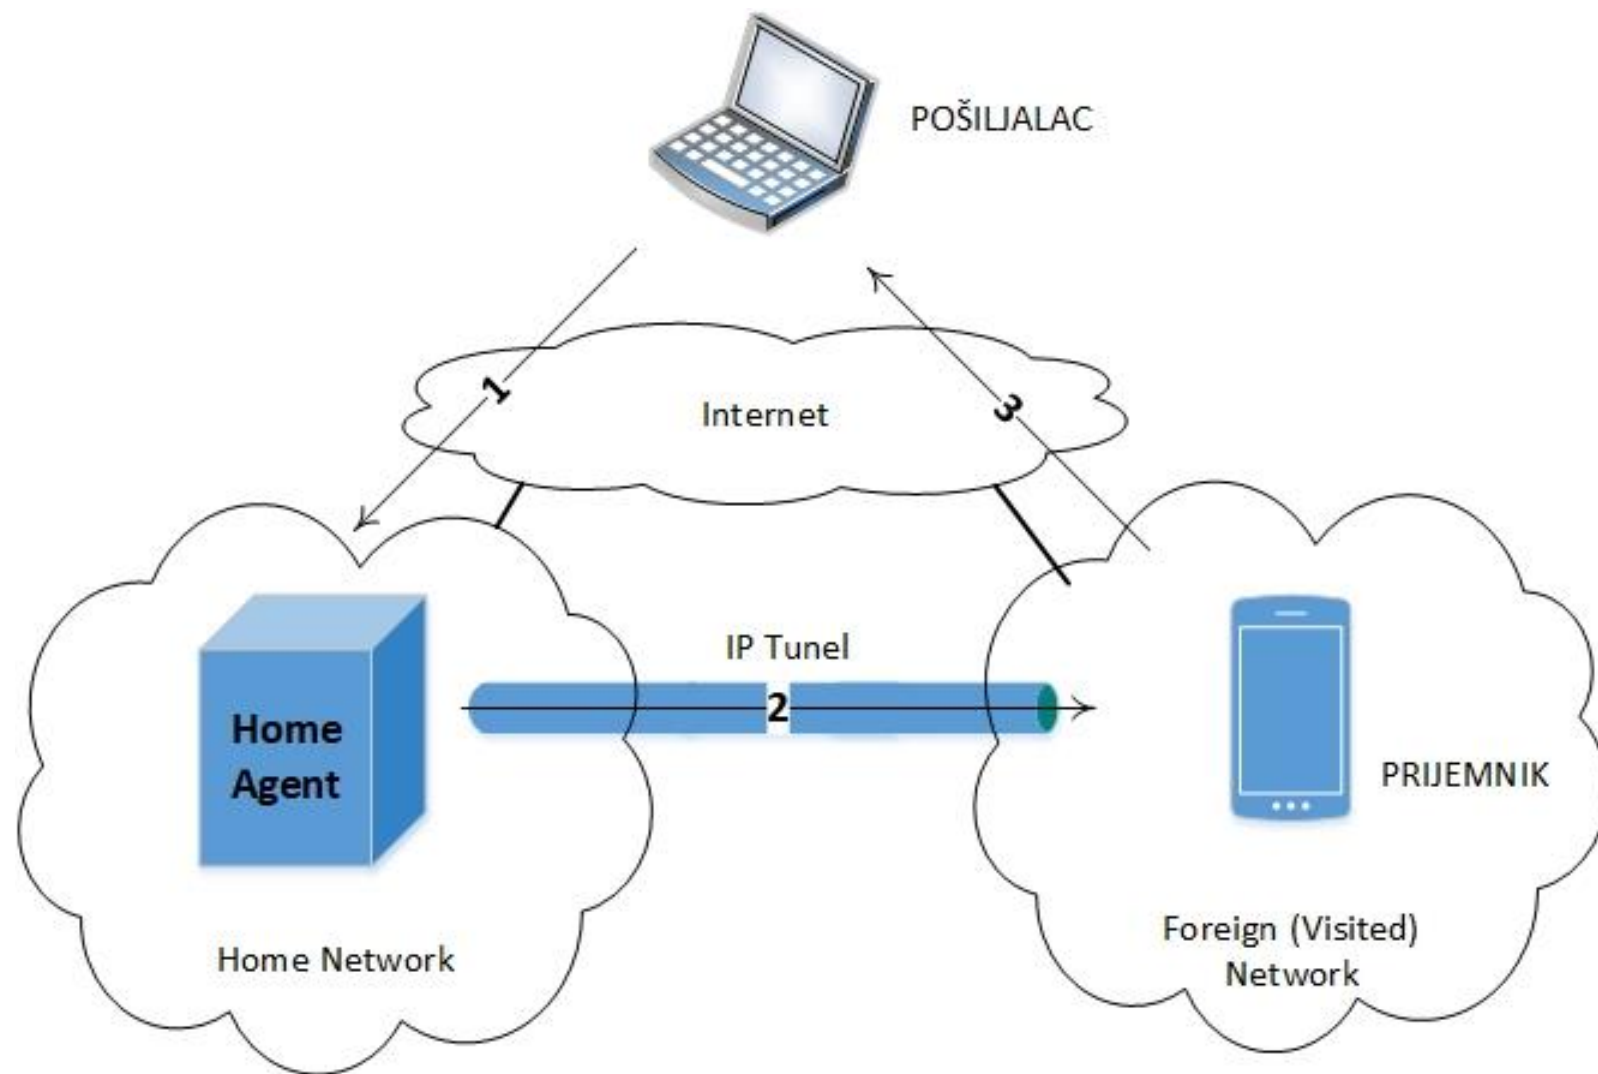 POŠILJALAC
1
3
Internet
IP Tunel
2
Home
Agent
PRIJEMNIK
Home Network
Foreign (Visited)
Network